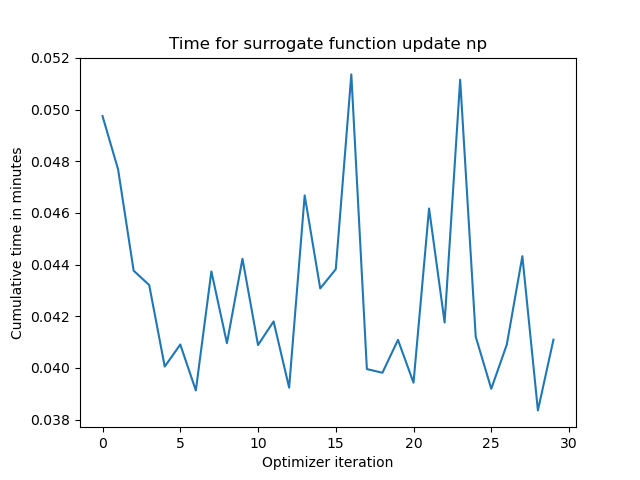 Time for surrogate function update np
Cumulative time in minutes
0.052
0.050
0.048
0.046
0.044
0.042
0.040
0.038
0 5 10 15 20 25 30
Optimizer iteration